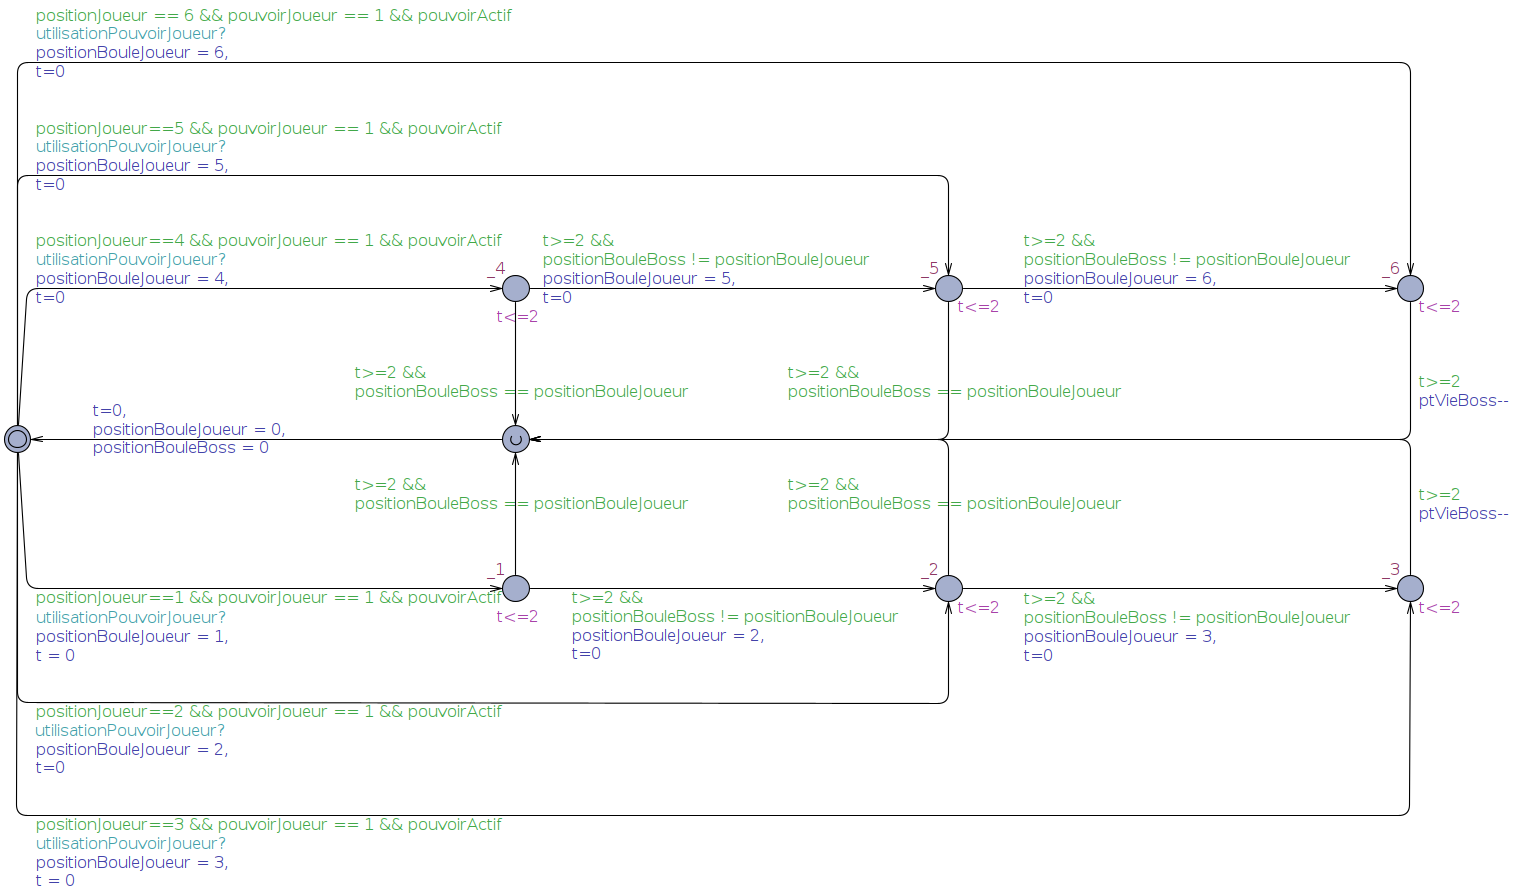 positionJoueur == 6 && pouvoirJoueur == 1 && pouvoirActif
utilisationPouvoirJoueur?
positionBouleJoueur = 6,
t=0
positionJoueur==5 && pouvoirJoueur == 1 && pouvoirActif
utilisationPouvoirJoueur?
positionBouleJoueur = 5,
t=0
positionJoueur==4 && pouvoirJoueur == 1 && pouvoirActif
utilisationPouvoirJoueur?
positionBouleJoueur = 4,
t=0
_4
t<=2
t>=2 &&
positionBouleBoss != positionBouleJoueur
positionBouleJoueur = 5,
t=0
_5
t<=2
t>=2 &&
positionBouleBoss != positionBouleJoueur
positionBouleJoueur = 6,
t=0
_6
t<=2
t>=2 &&
positionBouleBoss == positionBouleJoueur
t>=2 &&
positionBouleBoss == positionBouleJoueur
t>=2
ptVieBoss--
t=0,
positionBouleJoueur = 0,
positionBouleBoss = 0
C
t>=2 &&
positionBouleBoss == positionBouleJoueur
t>=2 &&
positionBouleBoss == positionBouleJoueur
t>=2
ptVieBoss--
_1
t<=2
_2
t<=2
_3
t<=2
positionJoueur==1 && pouvoirJoueur == 1 && pouvoirActif
utilisationPouvoirJoueur?
positionBouleJoueur = 1,
t = 0
t>=2 &&
positionBouleBoss != positionBouleJoueur
positionBouleJoueur = 2,
t=0
t>=2 &&
positionBouleBoss != positionBouleJoueur
positionBouleJoueur = 3,
t=0
positionJoueur==2 && pouvoirJoueur == 1 && pouvoirActif
utilisationPouvoirJoueur?
positionBouleJoueur = 2,
t=0
positionJoueur==3 && pouvoirJoueur == 1 && pouvoirActif
utilisationPouvoirJoueur?
positionBouleJoueur = 3,
t = 0